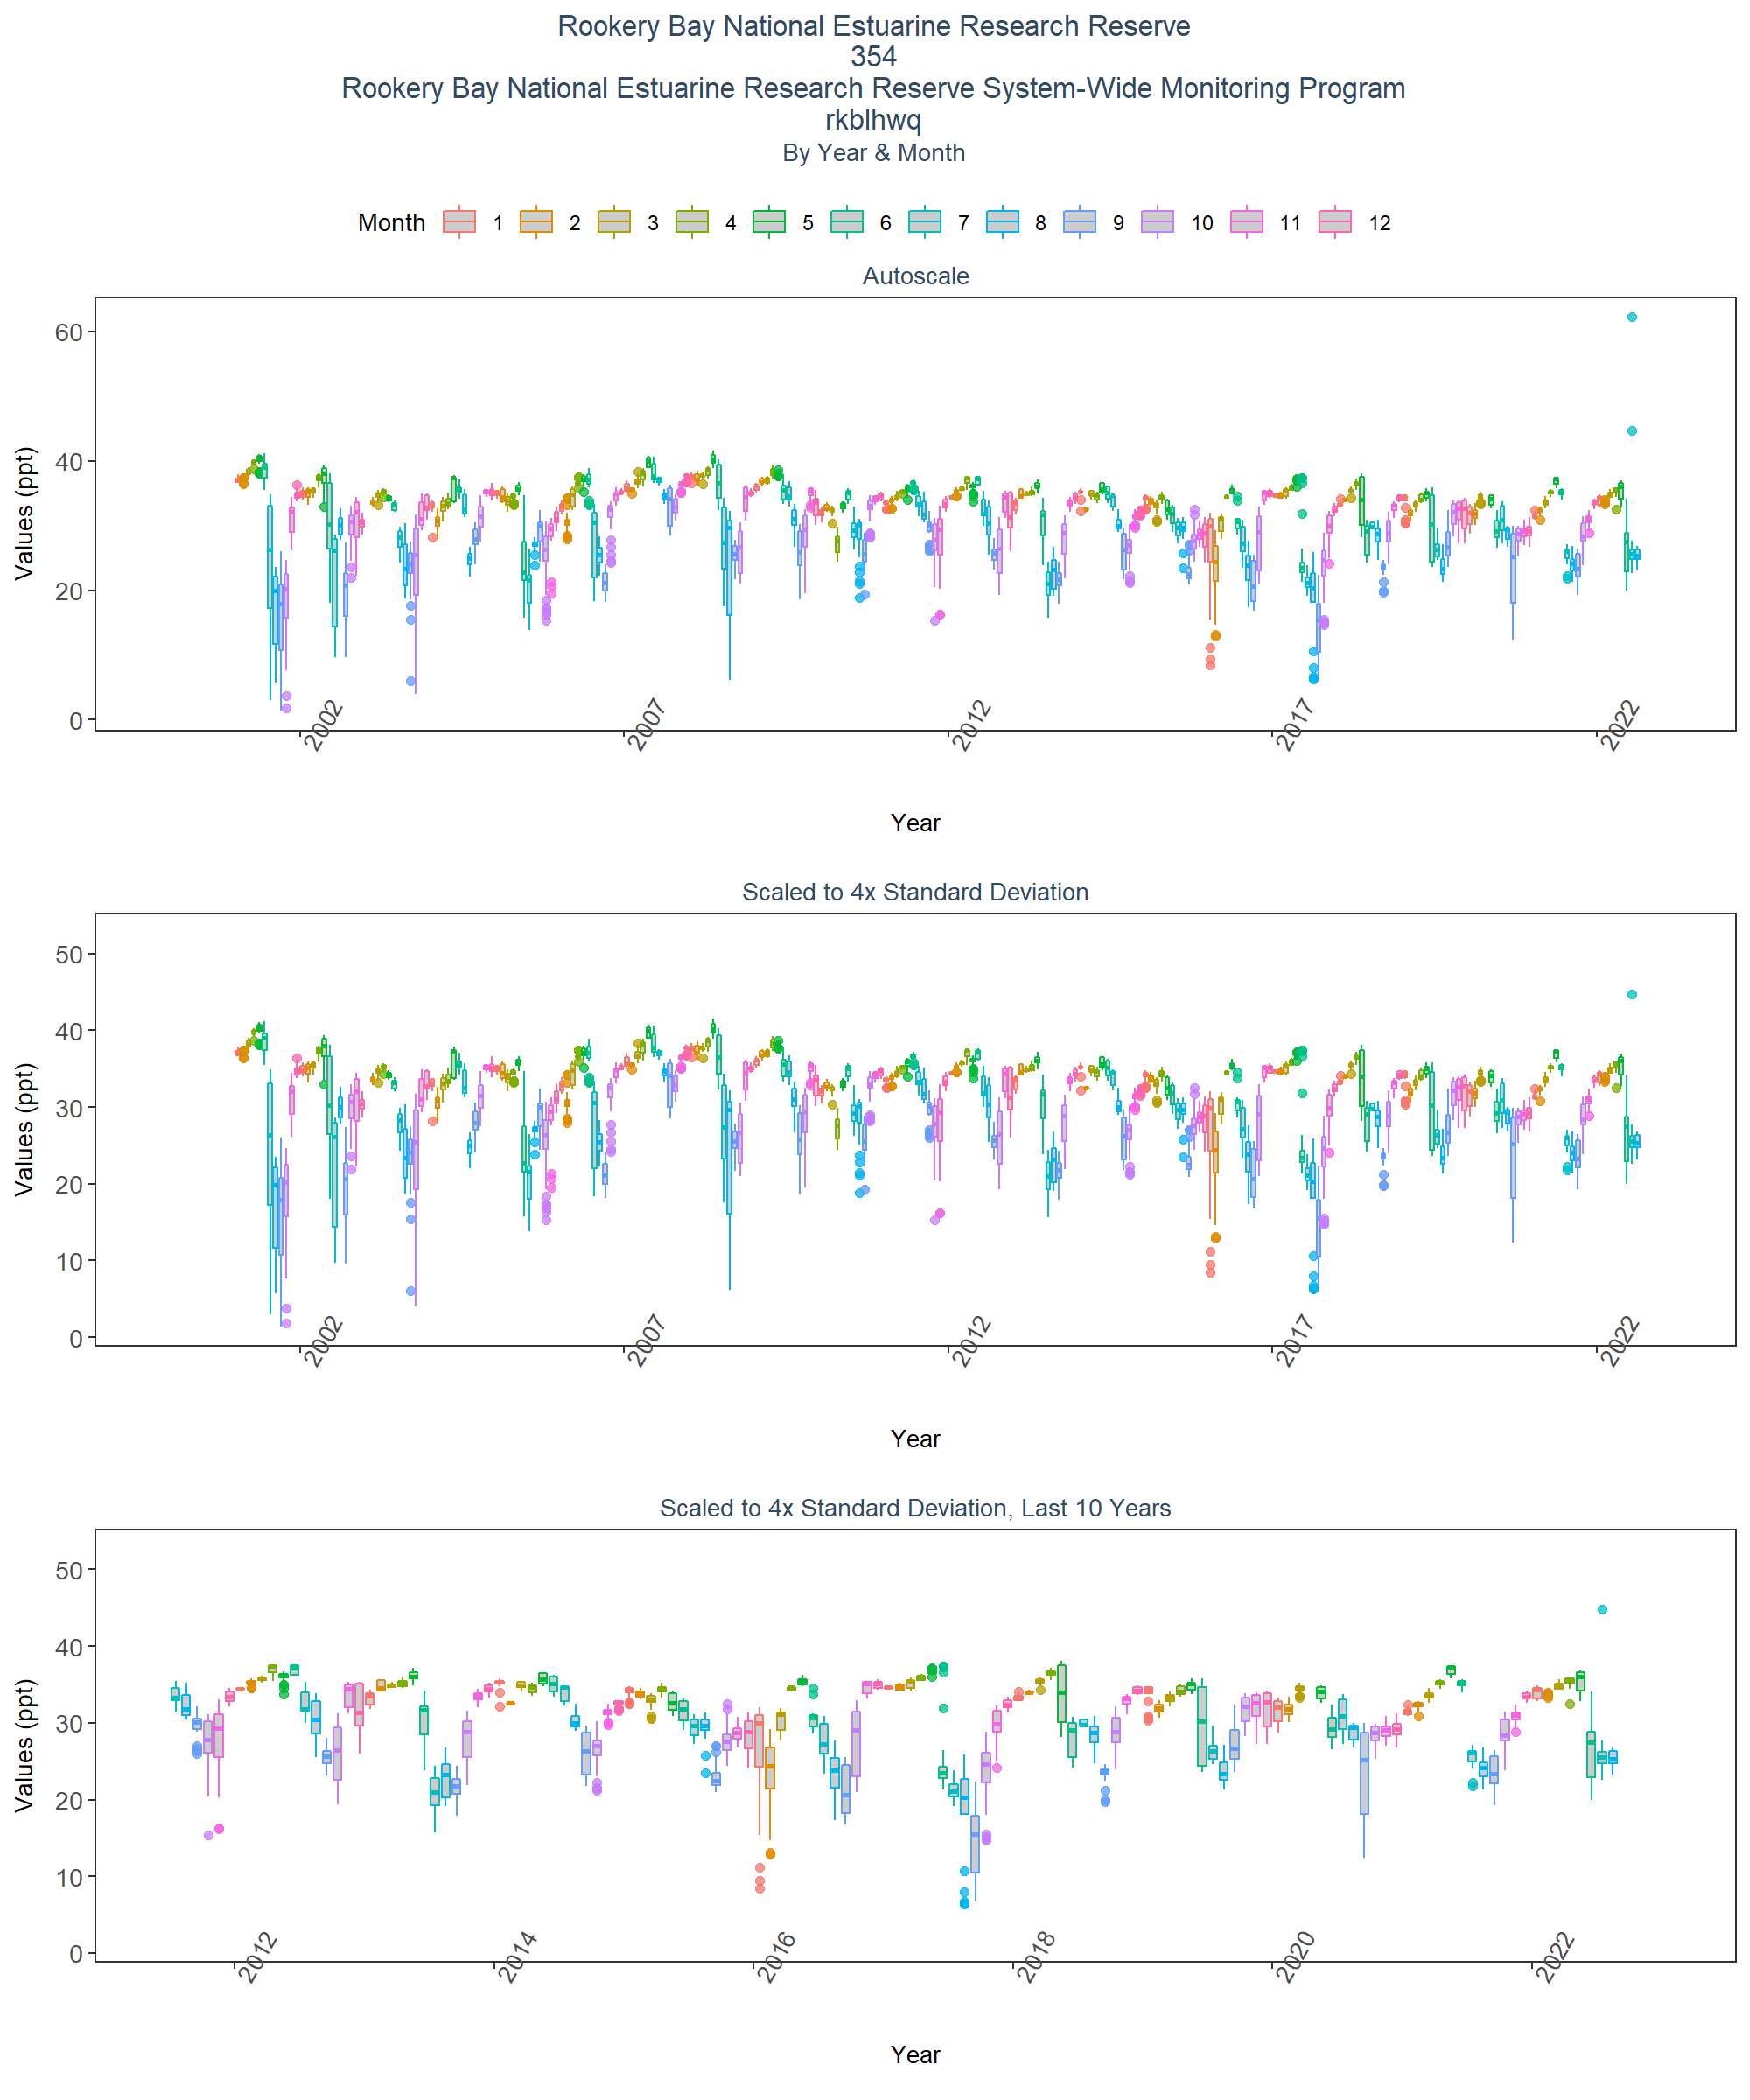 Rookery Bay National Estuarine Research Reserve
354
Rookery Bay National Estuarine Research Reserve System-Wide Monitoring Program
rkblhwq
By Year & Month
Month 1 2 3 4 5 6 7 8 9 10 11 12
Autoscale
Values (ppt)
60
40
20
0
2002 2007 2012 2017 2022
Year
Scaled to 4x Standard Deviation
Values (ppt)
50
40
30
20
10
0
2002 2007 2012 2017 2022
Year
Scaled to 4x Standard Deviation, Last 10 Years
Values (ppt)
50
40
30
20
10
0
2012 2014 2016 2018 2020 2022
Year